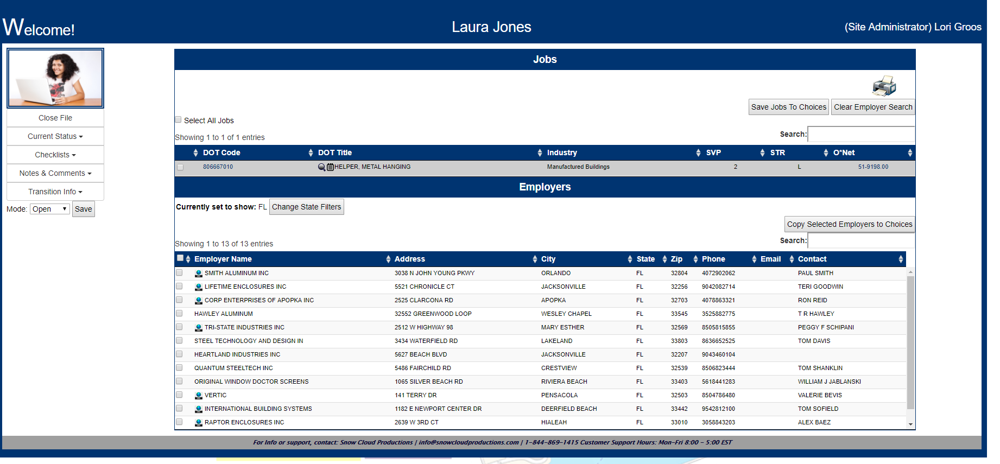 Welcome!
Laura Jones
(Site Administrator) Lori Groos
Close File
Current Status
Checklists
Notes & Comments
Transition Info
Mode: Open Save
Jobs
Save Jobs To Choices Clear Employer Search
Select All Jobs
Showing 1 to 1 of 1 entries Search:
DOT Code DOT Title Industry SVP STR O*Net
806667010 HELPER, METAL HANGING Manufactured Buildings 2 L 51-9198.00
Employers
Currently set to show: FL Change State Filters
Copy Selected Employers to Choices
Showing 1 to 13 of 13 entries Search:
Employer Name Address City State Zip Phone Email Contact
SMITH ALUMINUM INC 3038 N JOHN YOUNG PKWY ORLANDO FL 32804 4072902062 PAUL SMITH
LIFETIME ENCLOSURES INC 5521 CHRONICLE CT JACKSONVILLE FL 32256 9042082714 TERI GOODWIN
CORP ENTERPRISES OF APOPKA INC 2525 CLARCONA RD APOPKA FL 32703 4078863321 RON REID
HAWLEY ALUMINUM 32552 GREENWOOD LOOP WESLEY CHAPEL FL 33545 3525882775 T R HAWLEY
TRI-STATE INDUSTRIES INC 2512 W HIGHWAY 98 MARY ESTHER FL 32569 8505815855 PEGGY F SCHIPANI
STEEL TECHNOLOGY AND DESIGN IN 3434 WATERFIELD RD LAKELAND FL 33803 8636652525 TOM DAVIS
HEARTLAND INDUSTRIES INC 5627 BEACH BLVD JACKSONVILLE FL 32207 9043460104
QUANTUM STEELTECH INC 5486 FAIRCHILD RD CRESTVIEW FL 32539 8506823444 TOM SHANKLIN
ORIGINAL WINDOW DOCTOR SCREENS 1065 SILVER BEACH RD RIVIERA BEACH FL 33403 5618441283 WILLIAM J JABLANSKI
VERTIC 141 TERRY DR PENSACOLA FL 32503 8504786480 VALERIE BEVIS
INTERNATIONAL BUILDING SYSTEMS 1182 E NEWPORT CENTER DR DEERFIELD BEACH FL 33442 9542812100 TOM SOFIELD
RAPTOR ENCLOSURES INC 2639 W 3RD CT HIALEAH FL 33010 3058843203 ALEX BAEZ
For Info or support, contact: Snow Cloud Productions | info@snowcloudproductions.com | 1-844-869-1415 Customer Support Hours: Mon-Fri 8:00 - 5:00 EST